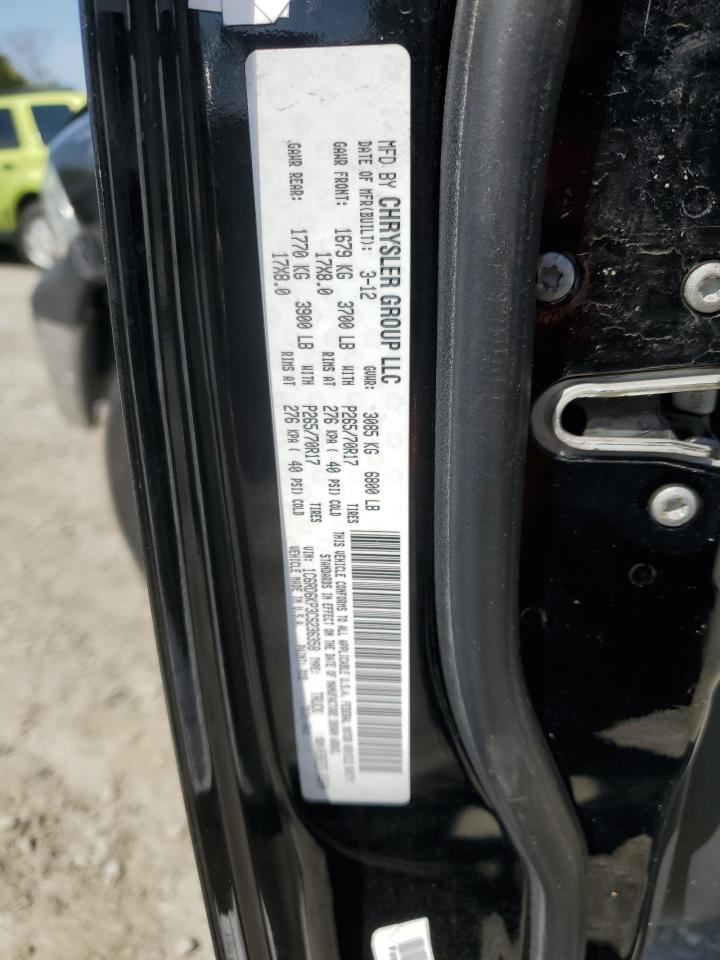 MFD BY CHRYSLER GROUP LLC
DATE OF MFR(BUILT): 3-12 GVWR: 3085 KG 6800 LB
GAWR FRONT: 1679 KG 3700 LB WITH P265/70R17 TIRES
17X8.0 RIMS AT 276 KPA ( 40 PSI) COLD
GAWR REAR: 1770 KG 3900 LB WITH P265/70R17 TIRES
17X8.0 RIMS AT 276 KPA ( 40 PSI) COLD
THIS VEHICLE CONFORMS TO ALL APPLICABLE U.S.A. FEDERAL MOTOR VEHICLE SAFETY
STANDARDS IN EFFECT ON THE DATE OF MANUFACTURE SHOWN ABOVE.
VIN: 1C6RD6KP3CS236358 TYPE: TRUCK
VEHICLE MADE IN U.S.A. PAINT: